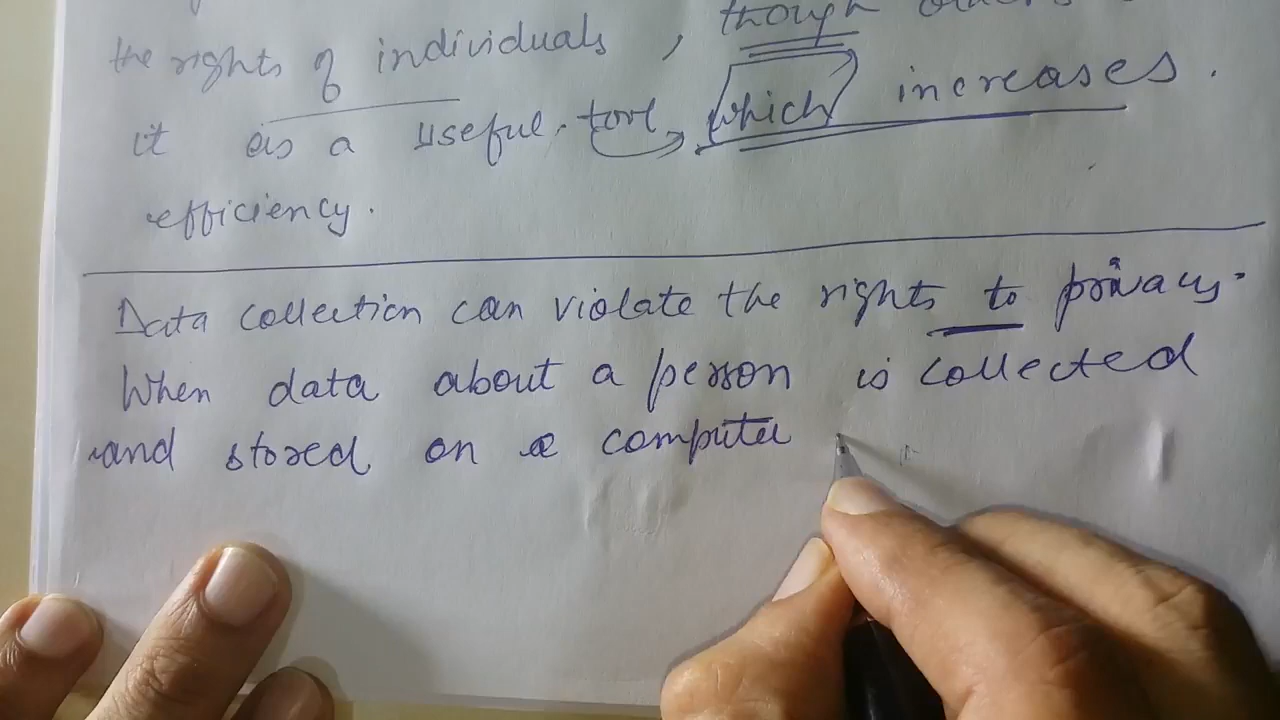 the rights of individuals, though others
it as a useful tool, which increases.
efficiency.
Data collection can violate the rights to privacy.
When data about a person is collected
and stored on a computer